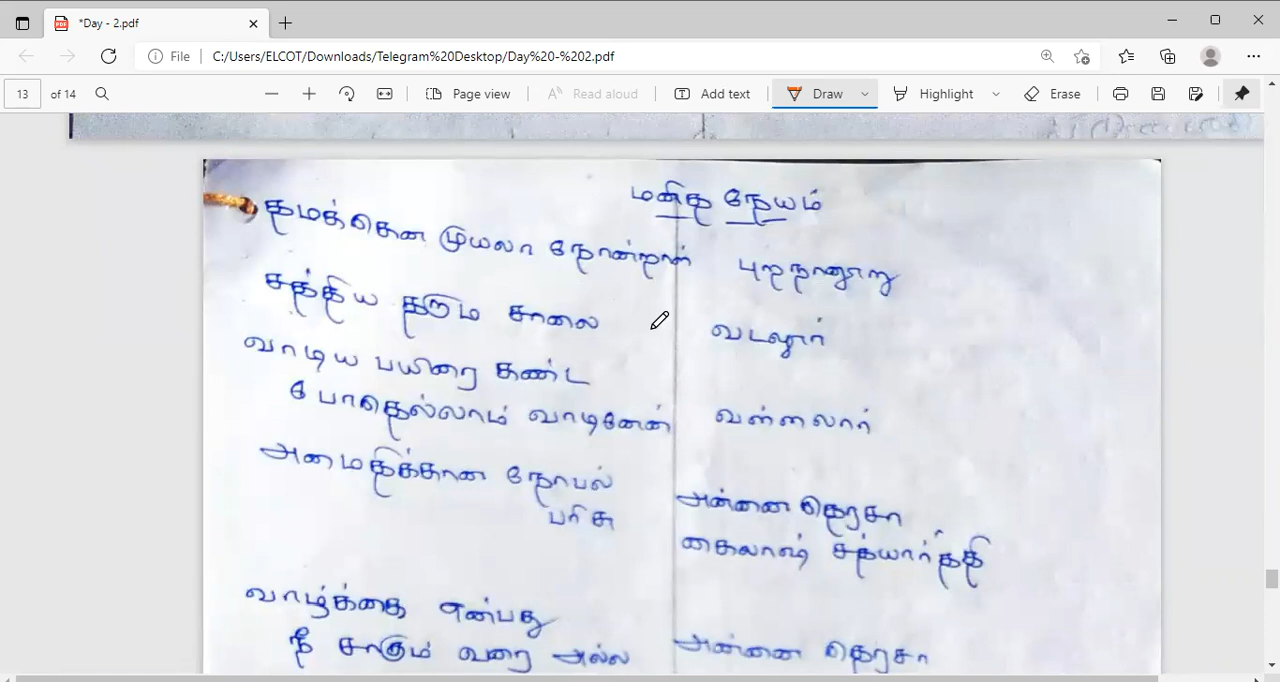 *Day - 2.pdf
File C:/Users/ELCOT/Downloads/Telegram%20Desktop/Day%20-%202.pdf
13 of 14 Page view Read aloud Add text Draw Highlight Erase
மனித நேயம்
தமக்கென முயலா நோன்றாள் புறநானூறு
சத்திய தரும சாலை வடலூர்
வாடிய பயிரை கண்ட
போதெல்லாம் வாடினேன் வள்ளலார்
அமைதிக்கான நோபல்
பரிசு அன்னை தெரசா
கைலாஷ் சத்யார்த்தி
வாழ்க்கை என்பது
நீ சாகும் வரை அல்ல அன்னை தெரசா